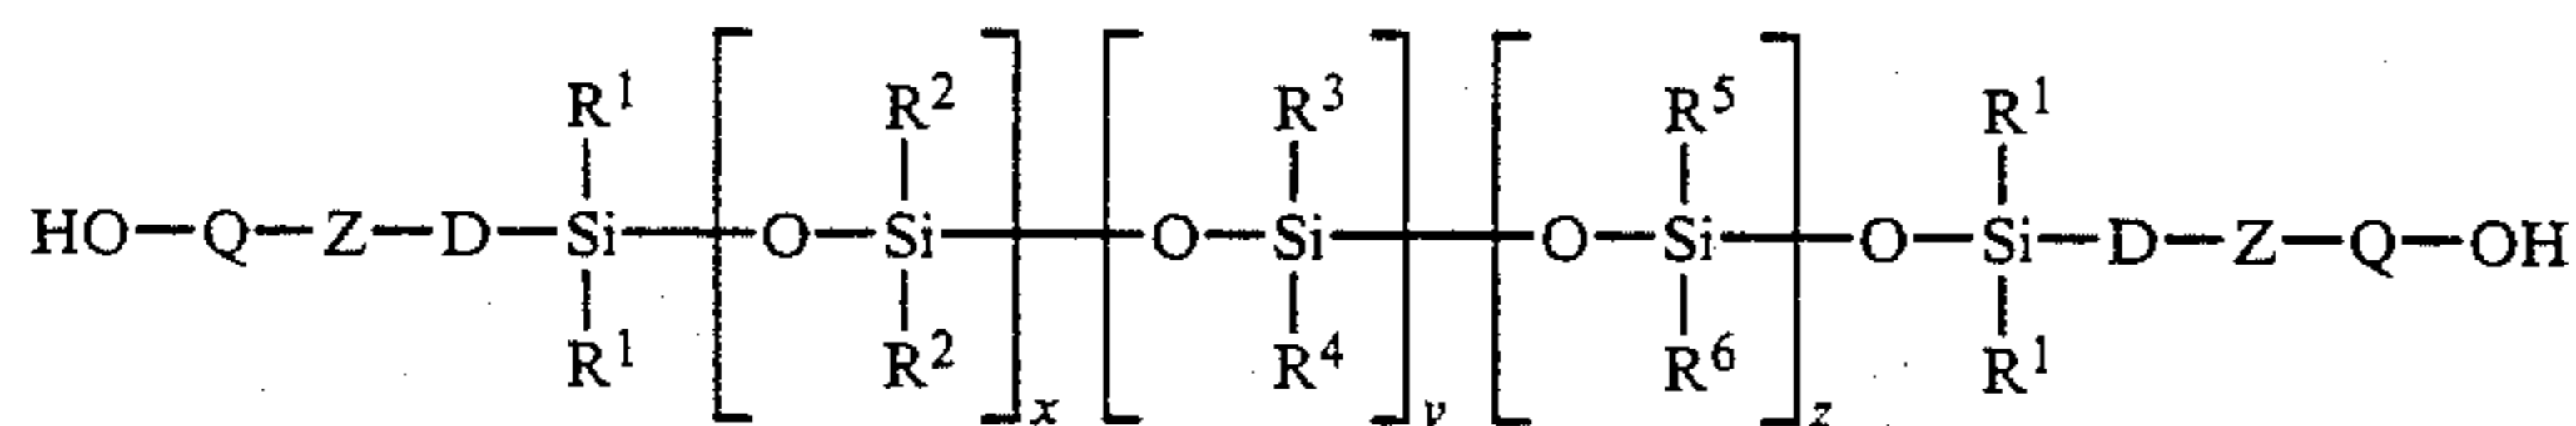 R¹ R² R³ R⁵ R¹
HO—Q—Z—D—Si—[O—Si]x—[O—Si]y—[O—Si]z—O—Si—D—Z—Q—OH
R¹ R² R⁴ R⁶ R¹